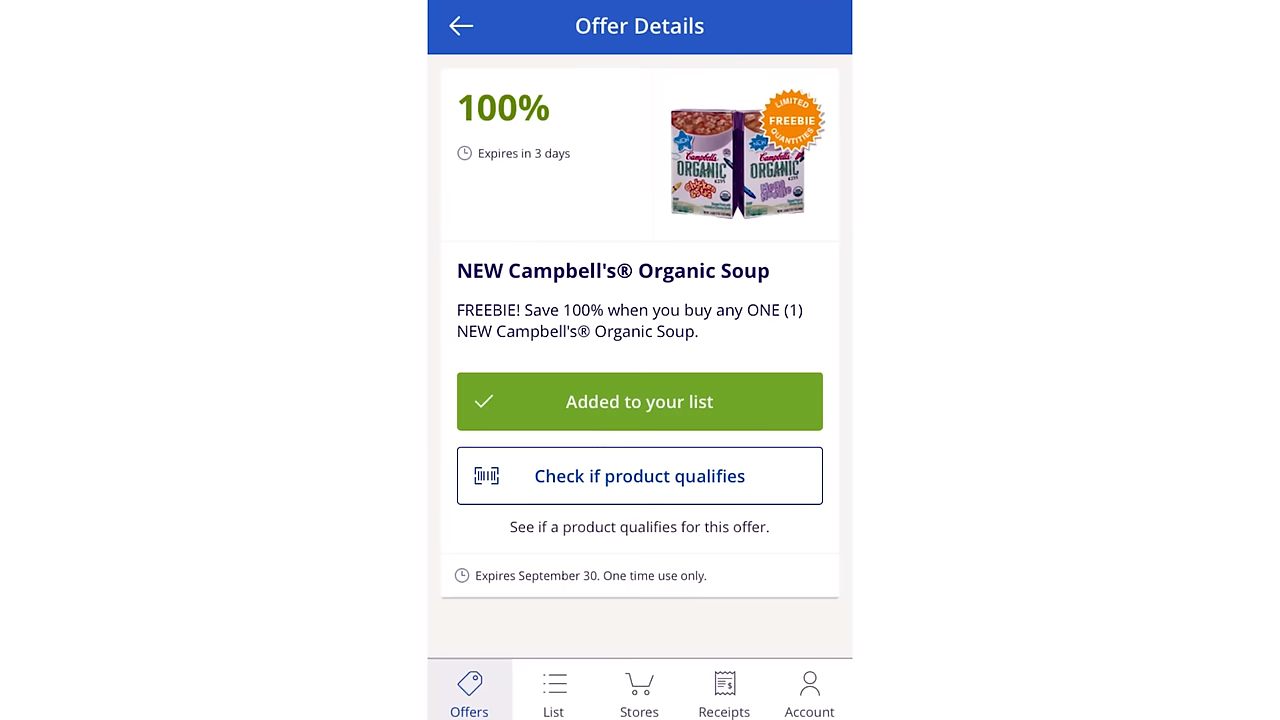 Offer Details
100%
Expires in 3 days
LIMITED
FREEBIE
QUANTITIES
Campbell's
ORGANIC
Campbell's
ORGANIC
NEW Campbell's® Organic Soup
FREEBIE! Save 100% when you buy any ONE (1)
NEW Campbell's® Organic Soup.
Added to your list
Check if product qualifies
See if a product qualifies for this offer.
Expires September 30. One time use only.
Offers
List
Stores
Receipts
Account